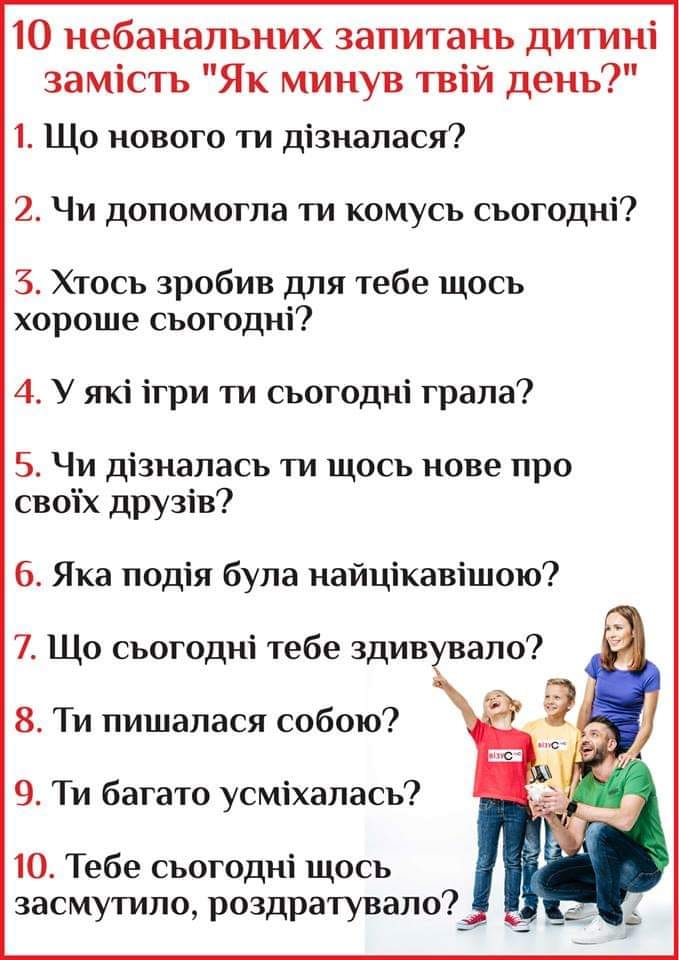 10 небанальних запитань дитині
замість "Як минув твій день?"
1. Що нового ти дізналася?
2. Чи допомогла ти комусь сьогодні?
3. Хтось зробив для тебе щось
хороше сьогодні?
4. У які ігри ти сьогодні грала?
5. Чи дізналась ти щось нове про
своїх друзів?
6. Яка подія була найцікавішою?
7. Що сьогодні тебе здивувало?
8. Ти пишалася собою?
9. Ти багато усміхалась?
10. Тебе сьогодні щось
засмутило, роздратувало?